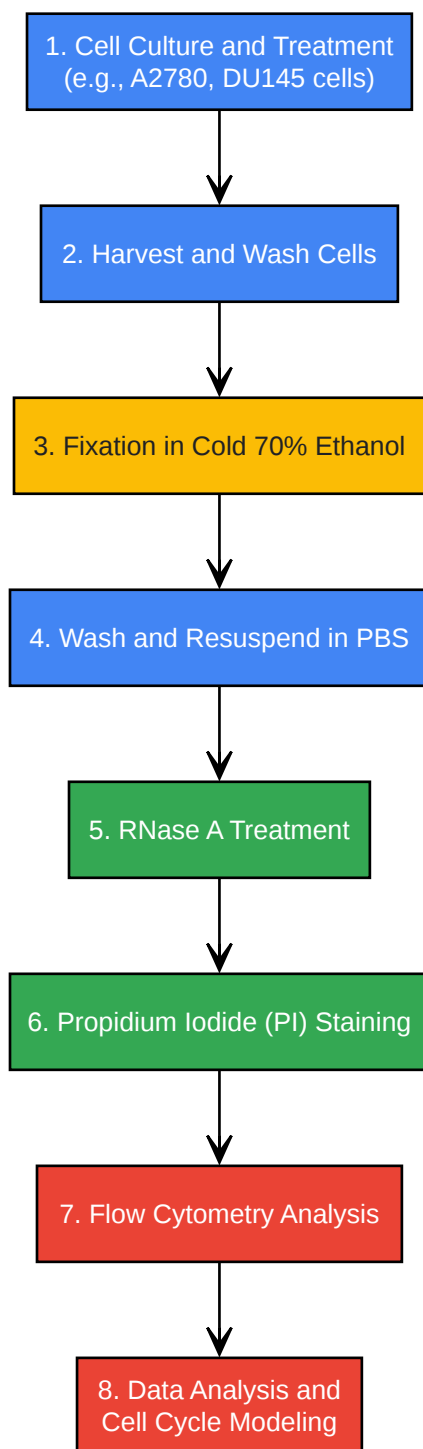 1. Cell Culture and Treatment
(e.g., A2780, DU145 cells)
2. Harvest and Wash Cells
3. Fixation in Cold 70% Ethanol
4. Wash and Resuspend in PBS
5. RNase A Treatment
6. Propidium Iodide (PI) Staining
7. Flow Cytometry Analysis
8. Data Analysis and
Cell Cycle Modeling